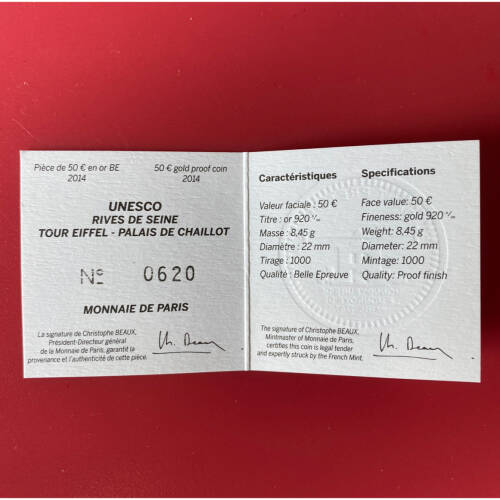 Pièce de 50 € en or BE
2014
50 € gold proof coin
2014
UNESCO
RIVES DE SEINE
TOUR EIFFEL - PALAIS DE CHAILLOT
Nº 0620
MONNAIE DE PARIS
La signature de Christophe BEAUX,
Président-Directeur général
de la Monnaie de Paris, garantit la
provenance et l'authenticité de cette pièce.
Caractéristiques
Valeur faciale : 50 €
Titre : or 920 ‰
Masse : 8,45 g
Diamètre : 22 mm
Tirage : 1000
Qualité : Belle Epreuve
Specifications
Face value: 50 €
Fineness: gold 920 ‰
Weight: 8,45 g
Diameter: 22 mm
Mintage: 1000
Quality: Proof finish
The signature of Christophe BEAUX,
Mintmaster of Monnaie de Paris,
certifies this coin is legal tender
and expertly struck by the French Mint.